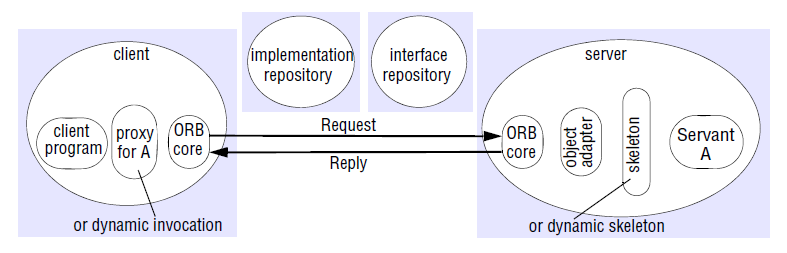 client
implementation
repository
interface
repository
server
client
program
proxy
for A
ORB
core
Request
Reply
ORB
core
object
adapter
skeleton
Servant
A
or dynamic invocation
or dynamic skeleton